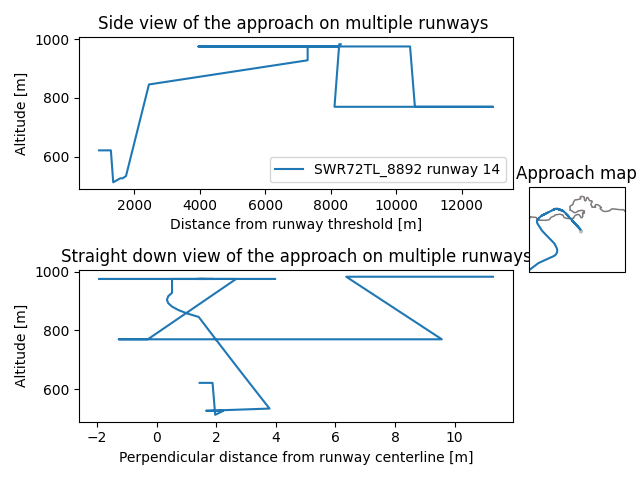 Side view of the approach on multiple runways
1000
800
600
Altitude [m]
SWR72TL_8892 runway 14
2000 4000 6000 8000 10000 12000
Distance from runway threshold [m]
Approach map
Straight down view of the approach on multiple runways
1000
800
600
Altitude [m]
−2 0 2 4 6 8 10
Perpendicular distance from runway centerline [m]